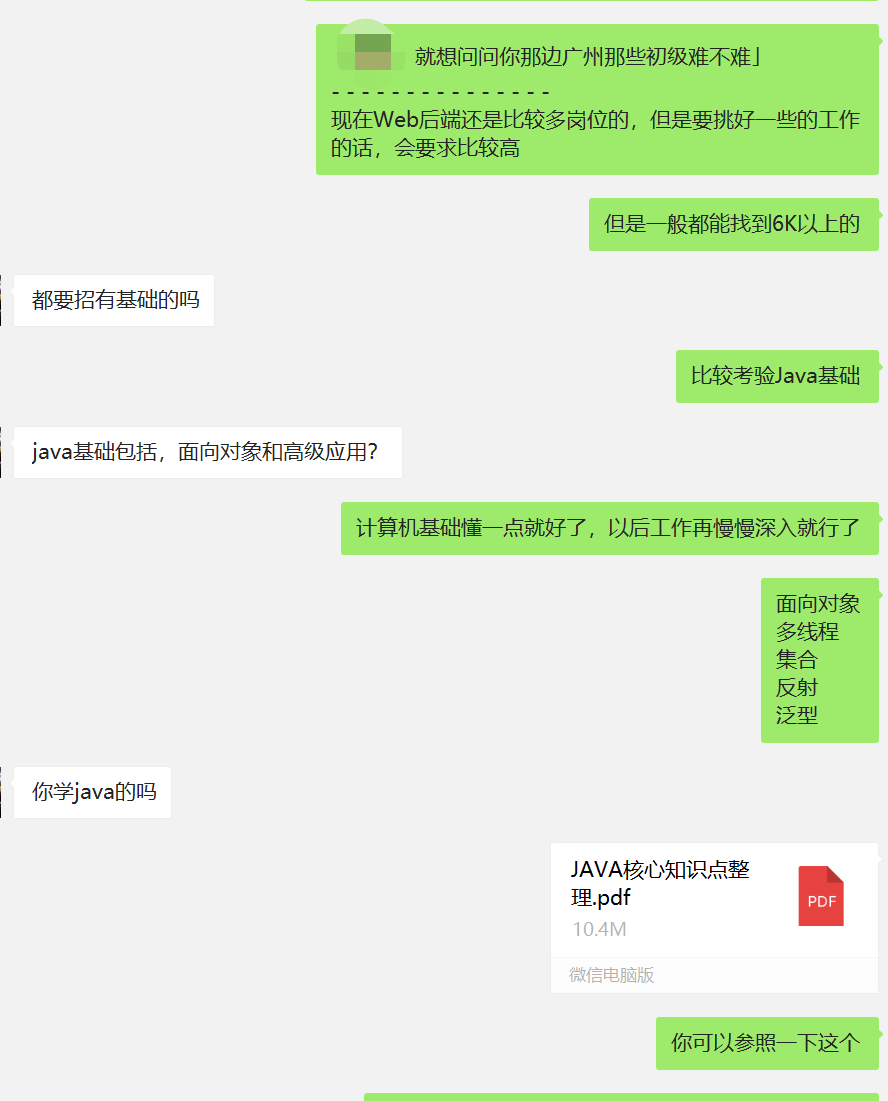 就想问问你那边广州那些初级难不难」
- - - - - - - - - - - - - - -
现在Web后端还是比较多岗位的，但是要挑好一些的工作
的话，会要求比较高
但是一般都能找到6K以上的
都要招有基础的吗
比较考验Java基础
java基础包括，面向对象和高级应用？
计算机基础懂一点就好了，以后工作再慢慢深入就行了
面向对象
多线程
集合
反射
泛型
你学java的吗
JAVA核心知识点整
理.pdf
PDF
10.4M
微信电脑版
你可以参照一下这个